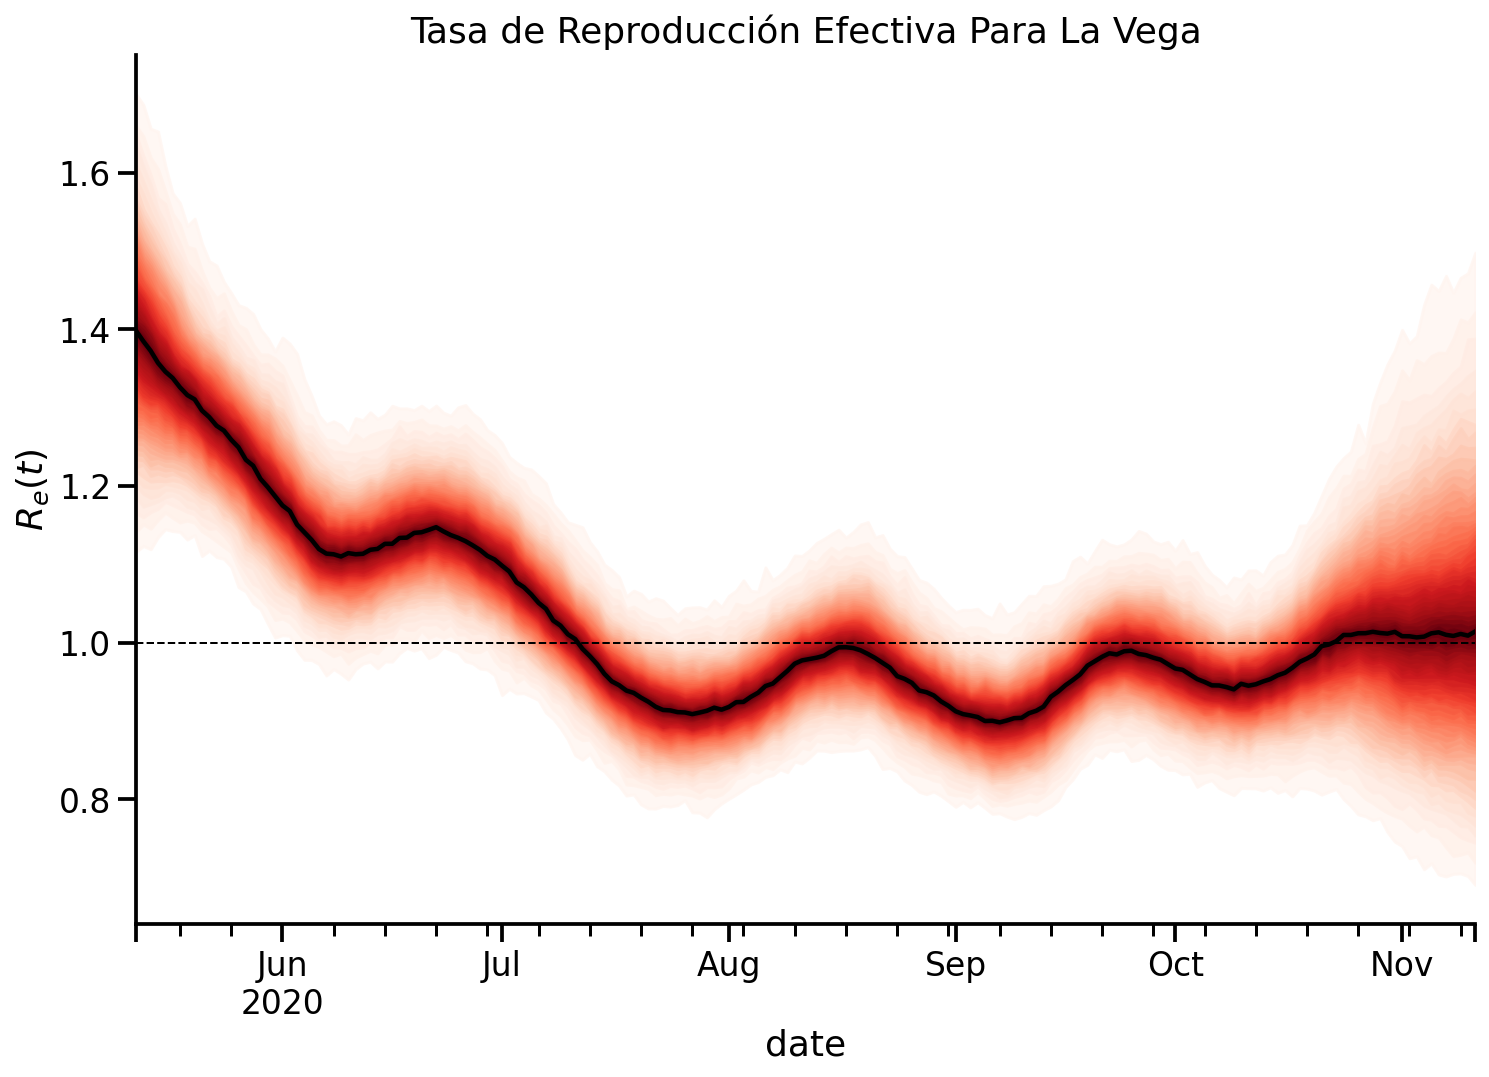 Tasa de Reproducción Efectiva Para La Vega
1.6
1.4
1.2
1.0
0.8
Re(t)
Jun Jul Aug Sep Oct Nov
2020
date